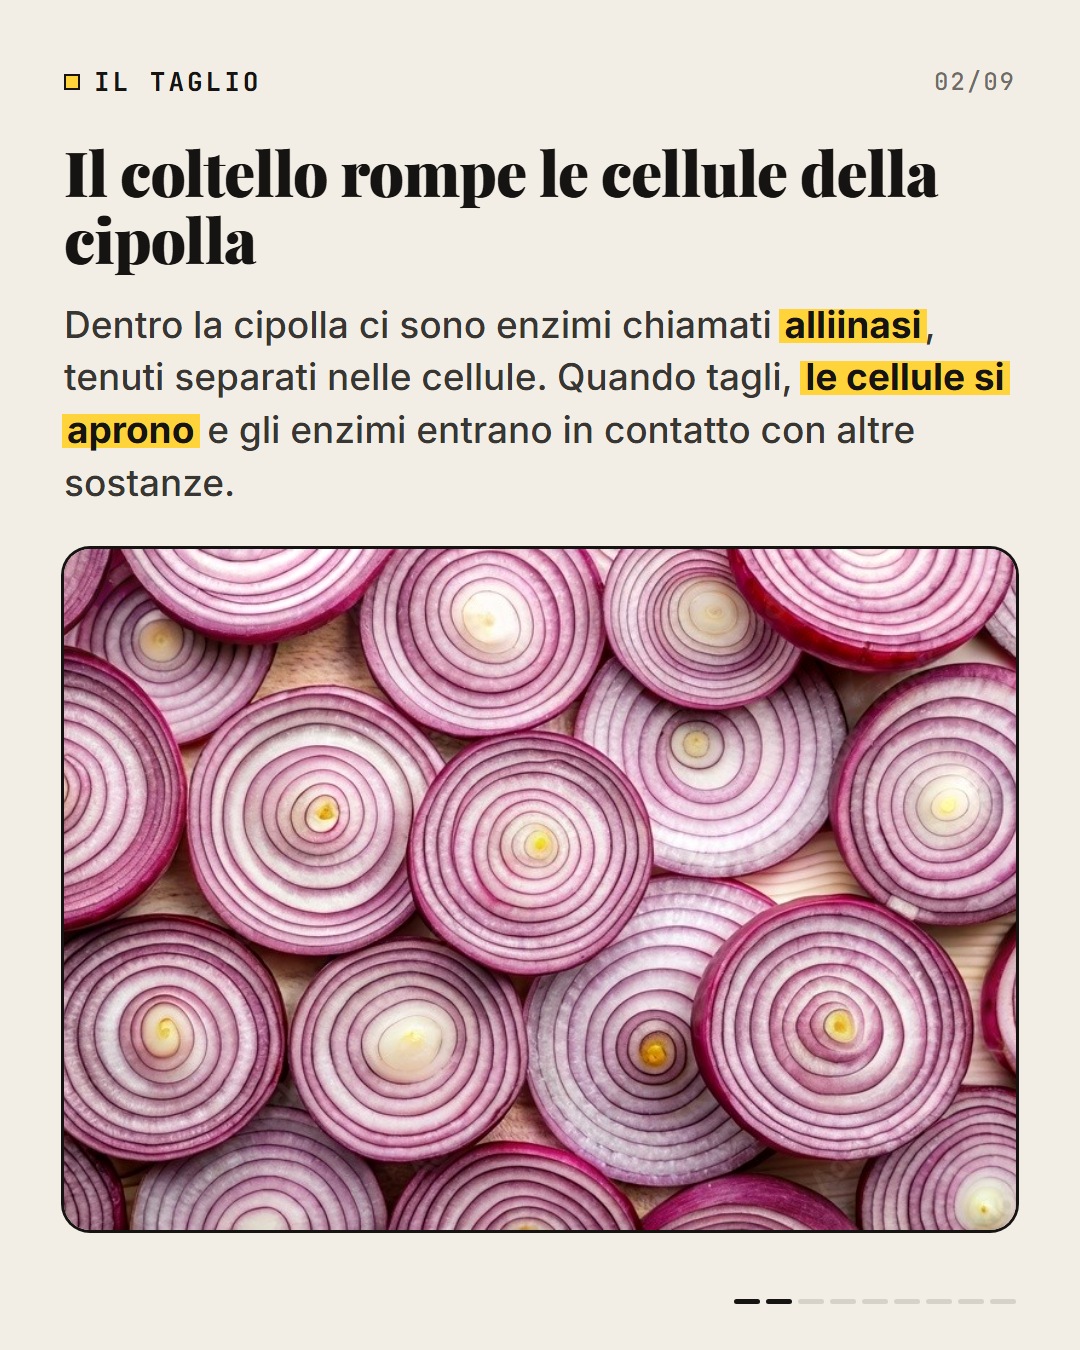 IL TAGLIO
02/09
Il coltello rompe le cellule della
cipolla
Dentro la cipolla ci sono enzimi chiamati alliinasi,
tenuti separati nelle cellule. Quando tagli, le cellule si
aprono e gli enzimi entrano in contatto con altre
sostanze.